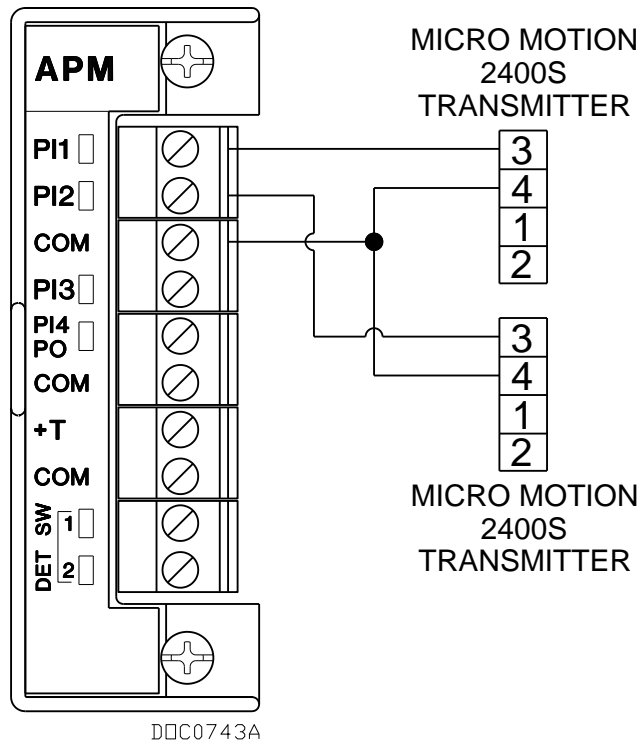 APM
PI1
PI2
COM
PI3
PI4
PO
COM
+T
COM
DET SW
1
2
MICRO MOTION
2400S
TRANSMITTER
3
4
1
2
3
4
1
2
MICRO MOTION
2400S
TRANSMITTER
DOC0743A